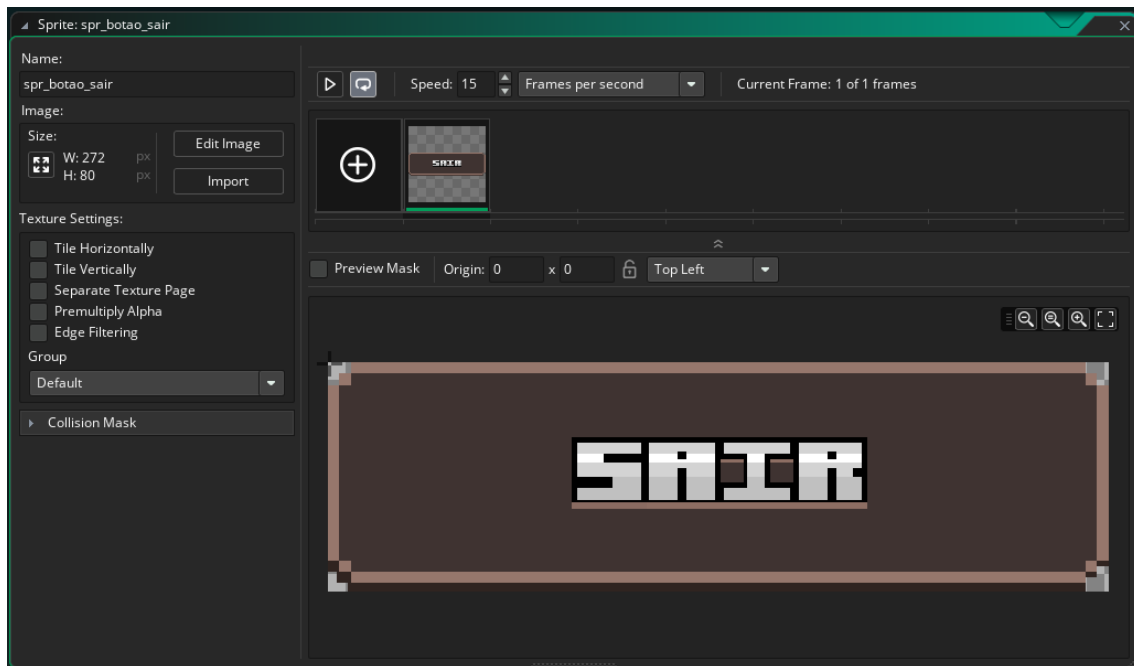 Sprite: spr_botao_sair
Name:
spr_botao_sair
Image:
Size:
W: 272 px
H: 80 px
Edit Image
Import
Texture Settings:
Tile Horizontally
Tile Vertically
Separate Texture Page
Premultiply Alpha
Edge Filtering
Group
Default
Collision Mask
Speed: 15 Frames per second Current Frame: 1 of 1 frames
SAIR
Preview Mask Origin: 0 x 0 Top Left
SAIR